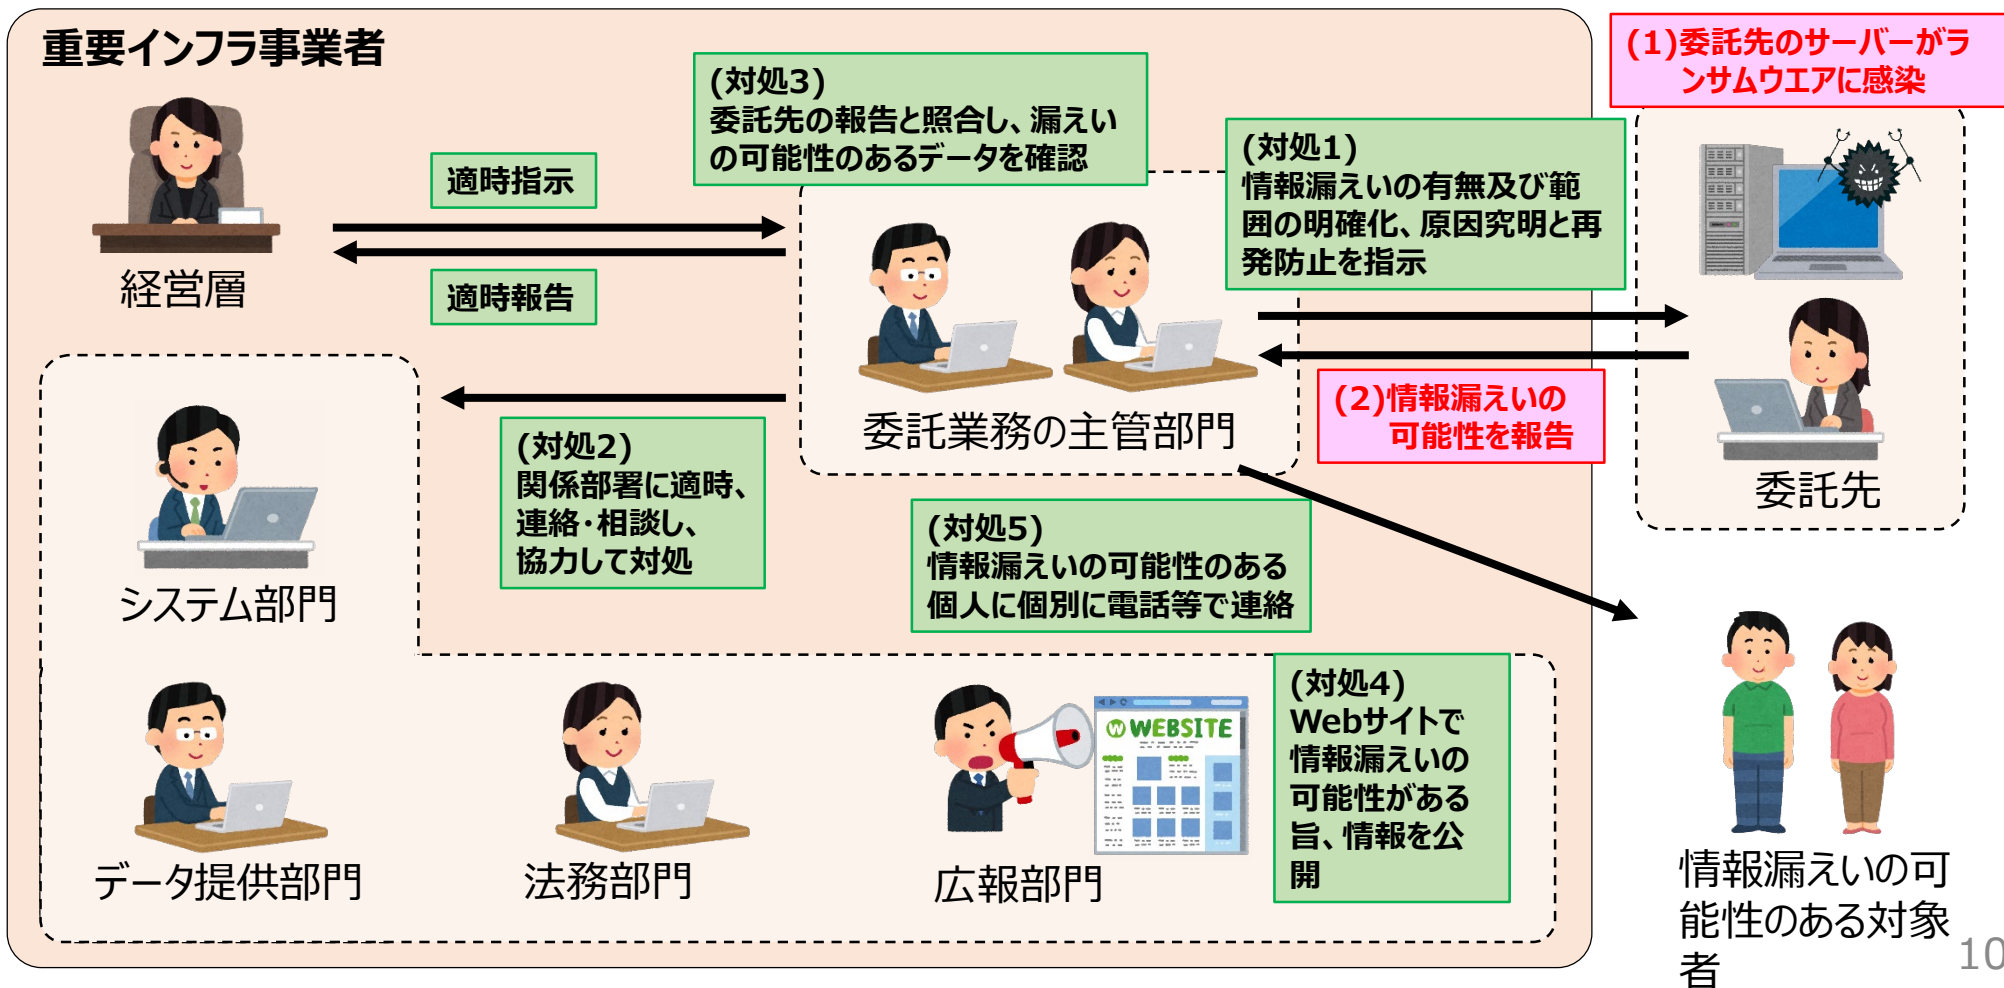 重要インフラ事業者
(1)委託先のサーバーがラ
ンサムウエアに感染
(対処3)
委託先の報告と照合し、漏えい
の可能性のあるデータを確認
(対処1)
情報漏えいの有無及び範
囲の明確化、原因究明と再
発防止を指示
適時指示
経営層
適時報告
(2)情報漏えいの
可能性を報告
委託業務の主管部門
委託先
(対処2)
関係部署に適時、
連絡・相談し、
協力して対処
(対処5)
情報漏えいの可能性のある
個人に個別に電話等で連絡
システム部門
(対処4)
Webサイトで
情報漏えいの
可能性がある
旨、情報を公
開
WEBSITE
データ提供部門
法務部門
広報部門
情報漏えいの可
能性のある対象
者
10